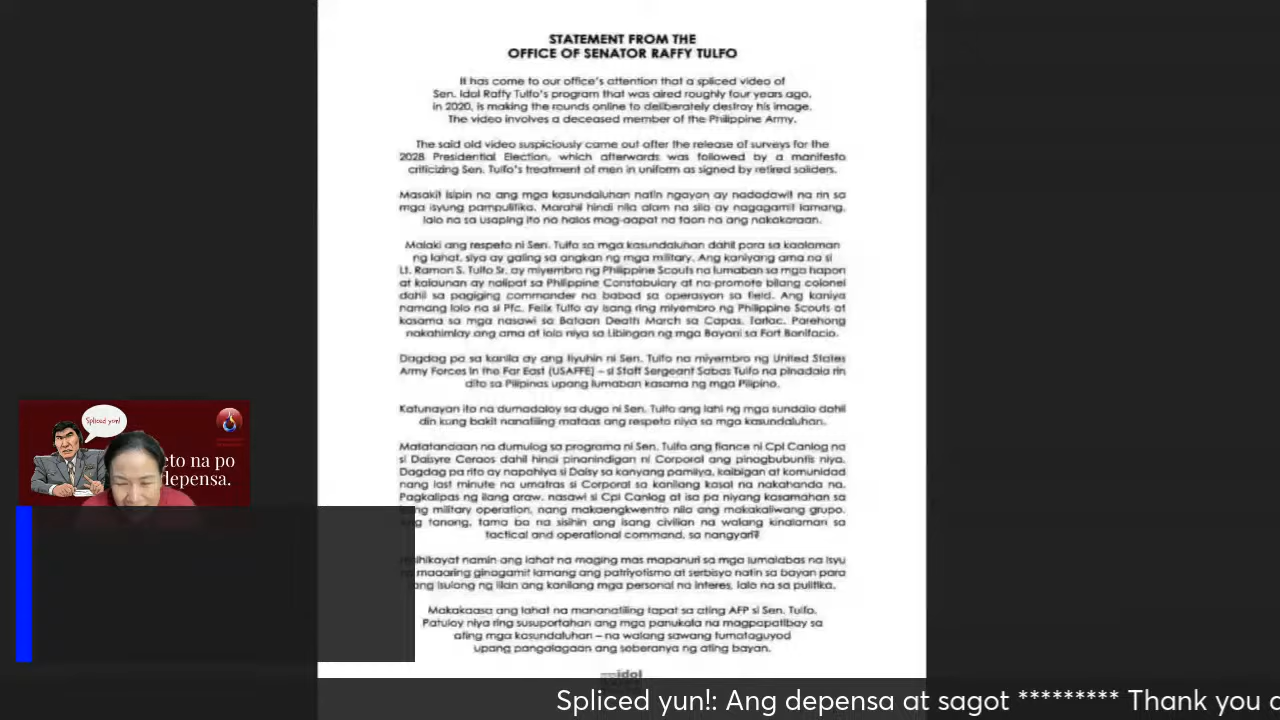 STATEMENT FROM THE
OFFICE OF SENATOR RAFFY TULFO
It has come to our office's attention that a spliced video of
Sen. Idol Raffy Tulfo's program that was aired roughly four years ago,
in 2020, is making the rounds online to deliberately destroy his image.
The video involves a deceased member of the Philippine Army.
The said old video suspiciously came out after the release of surveys for the
2028 Presidential Election, which afterwards was followed by a manifesto
criticizing Sen. Tulfo's treatment of men in uniform as signed by retired soliders.
Masakit isipin na ang mga kasundaluhan natin ngayon ay nadadawit na rin sa
mga isyung pampulitika. Marahil hindi nila alam na sila ay nagagamit lamang,
lalo na sa usaping ito na halos mag-aapat na taon na ang nakakaraan.
Malaki ang respeto ni Sen. Tulfo sa mga kasundaluhan dahil para sa kaalaman
ng lahat, siya ay galing sa angkan ng mga military. Ang kaniyang ama na si
Lt. Ramon S. Tulfo Sr. ay miyembro ng Philippine Scouts na lumaban sa mga hapon
at kalaunan ay nalipat sa Philippine Constabulary at na-promote bilang colonel
dahil sa pagiging commander na babad sa operasyon sa field. Ang kaniya
namang lolo na si Pfc. Felix Tulfo ay isang ring miyembro ng Philippine Scouts at
kasama sa mga nasawi sa Bataan Death March sa Capas, Tarlac. Parehong
nakahimlay ang ama at lolo niya sa Libingan ng mga Bayani sa Fort Bonifacio.
Dagdag pa sa kanila ay ang tiyuhin ni Sen. Tulfo na miyembro ng United States
Army Forces in the Far East (USAFFE) – si Staff Sergeant Sabas Tulfo na pinadala rin
dito sa Pilipinas upang lumaban kasama ng mga Pilipino.
Katunayan ito na dumadaloy sa dugo ni Sen. Tulfo ang lahi ng mga sundalo dahil
din kung bakit nanatiling mataas ang respeto niya sa mga kasundaluhan.
Matatandaan na dumulog sa programa ni Sen. Tulfo ang fiance ni Cpl Canlog na
si Daisyre Ceraos dahil hindi pinanindigan ni Corporal ang pinagbubuntis niya.
Dagdag pa rito ay napahiya si Daisy sa kanyang pamilya, kaibigan at komunidad
nang last minute na umatras si Corporal sa kanilang kasal na nakahanda na.
Pagkalipas ng ilang araw, nasawi si Cpl Canlog at isa pa niyang kasamahan sa
military operation, nang makaengkwentro nila ang makakaliwang grupo.
tanong, tama ba na sisihin ang isang civilian na walang kinalaman sa
tactical and operational command, sa nangyari?
namin ang lahat na maging mas mapanuri sa mga lumalabas na isyu
maaaring ginagamit lamang ang patriyotismo at serbisyo natin sa bayan para
isulong ng ilan ang kanilang mga personal na interes, lalo na sa pulitika.
Makakaasa ang lahat na mananatiling tapat sa ating AFP si Sen. Tulfo.
Patuloy niya ring susuportahan ang mga panukala na magpapatibay sa
ating mga kasundaluhan – na walang sawang tumataguyod
upang pangalagaan ang soberanya ng ating bayan.
idol
Spliced yun!
na po
depensa.
Spliced yun!: Ang depensa at sagot ********* Thank you